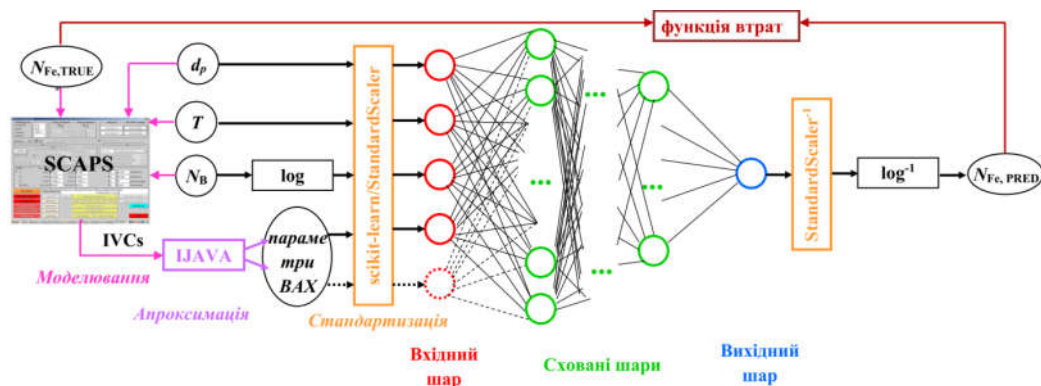 функція втрат
N_Fe,TRUE
d_p
T
SCAPS
N_B
log
scikit-learn/StandardScaler
StandardScaler⁻¹
log⁻¹
N_Fe, PRED
IVCs
IJAVA
параме
три
ВАХ
Моделювання
Апроксимація
Стандартизація
Вхідний
шар
Сховані шари
Вихідний
шар